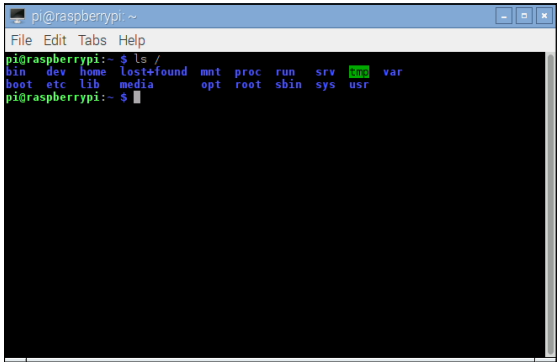 pi@raspberrypi: ~
File Edit Tabs Help
pi@raspberrypi:~ $ ls /
bin dev home lost+found mnt proc run srv tmp var
boot etc lib media opt root sbin sys usr
pi@raspberrypi:~ $